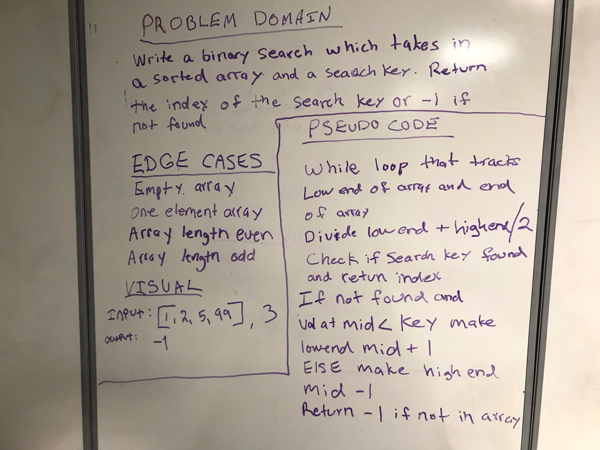 PROBLEM DOMAIN
Write a binary search which takes in
a sorted array and a search key. Return
the index of the search key or -1 if
not found
EDGE CASES
Empty array
One element array
Array length even
Array length odd
VISUAL
INPUT: [1, 2, 5, 99], 3
OUTPUT: -1
PSEUDO CODE
While loop that tracks
Low end of array and end
of array
Divide low end + highend/2
Check if search key found
and return index
If not found and
Val at mid < key make
lowend mid + 1
ELSE make high end
mid -1
Return -1 if not in array